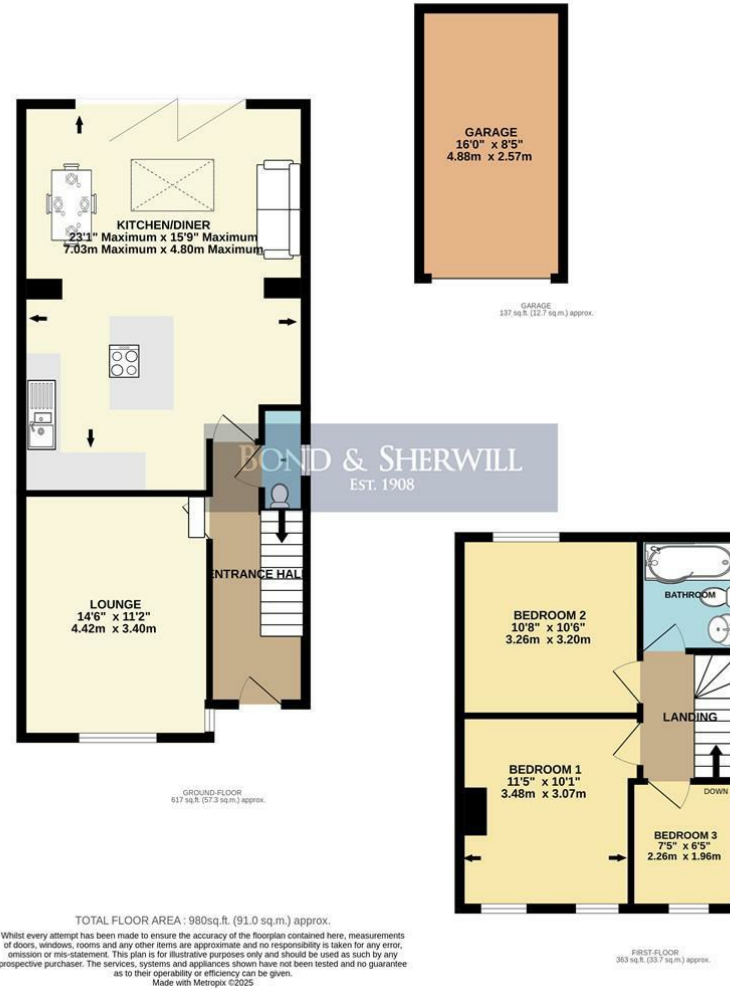 GARAGE
16'0" x 8'5"
4.88m x 2.57m
GARAGE
137 sq.ft. (12.7 sq.m.) approx.
KITCHEN/DINER
23'1" Maximum x 15'9" Maximum
7.03m Maximum x 4.80m Maximum
BOND & SHERWILL
EST. 1908
ENTRANCE HALL
LOUNGE
14'6" x 11'2"
4.42m x 3.40m
GROUND-FLOOR
617 sq.ft. (57.3 sq.m.) approx.
BATHROOM
BEDROOM 2
10'8" x 10'6"
3.26m x 3.20m
LANDING
BEDROOM 1
11'5" x 10'1"
3.48m x 3.07m
DOWN
BEDROOM 3
7'5" x 6'5"
2.26m x 1.96m
FIRST-FLOOR
363 sq.ft. (33.7 sq.m.) approx.
TOTAL FLOOR AREA : 980sq.ft. (91.0 sq.m.) approx.
Whilst every attempt has been made to ensure the accuracy of the floorplan contained here, measurements
of doors, windows, rooms and any other items are approximate and no responsibility is taken for any error,
omission or mis-statement. This plan is for illustrative purposes only and should be used as such by any
prospective purchaser. The services, systems and appliances shown have not been tested and no guarantee
as to their operability or efficiency can be given.
Made with Metropix ©2025